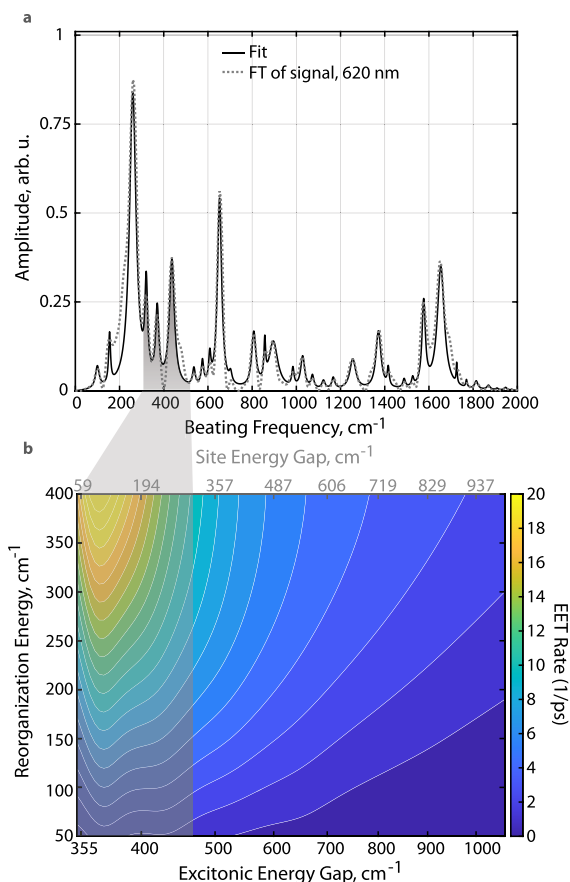 a
1
0.75
0.5
0.25
0
Amplitude, arb. u.
Fit
FT of signal, 620 nm
0 200 400 600 800 1000 1200 1400 1600 1800 2000
Beating Frequency, cm-1
b
Site Energy Gap, cm-1
59 194 357 487 606 719 829 937
400
350
300
250
200
150
100
50
Reorganization Energy, cm-1
355 400 500 600 700 800 900 1000
Excitonic Energy Gap, cm-1
20
18
16
14
12
10
8
6
4
2
0
EET Rate (1/ps)